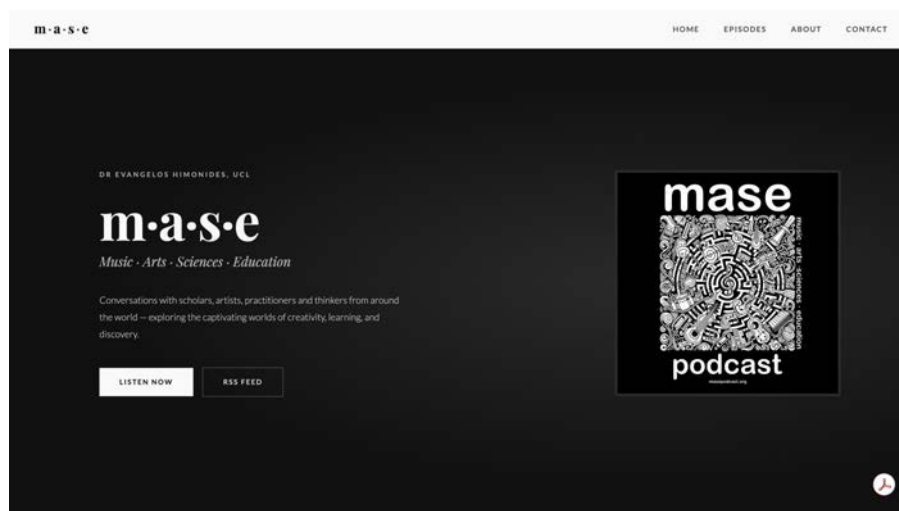 m·a·s·e
HOME EPISODES ABOUT CONTACT
DR EVANGELOS HIMONIDES, UCL
m·a·s·e
Music · Arts · Sciences · Education
Conversations with scholars, artists, practitioners and thinkers from around
the world — exploring the captivating worlds of creativity, learning, and
discovery.
LISTEN NOW RSS FEED
mase
music · arts · sciences · education
podcast
masepodcast.org